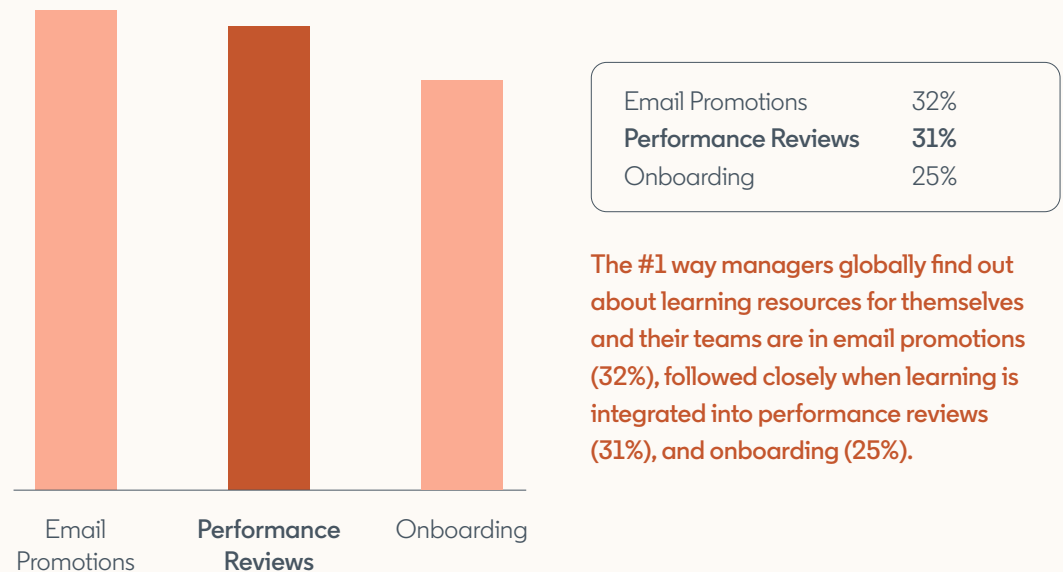 Email Promotions 32%
Performance Reviews 31%
Onboarding 25%
The #1 way managers globally find out
about learning resources for themselves
and their teams are in email promotions
(32%), followed closely when learning is
integrated into performance reviews
(31%), and onboarding (25%).
Email
Promotions
Performance
Reviews
Onboarding